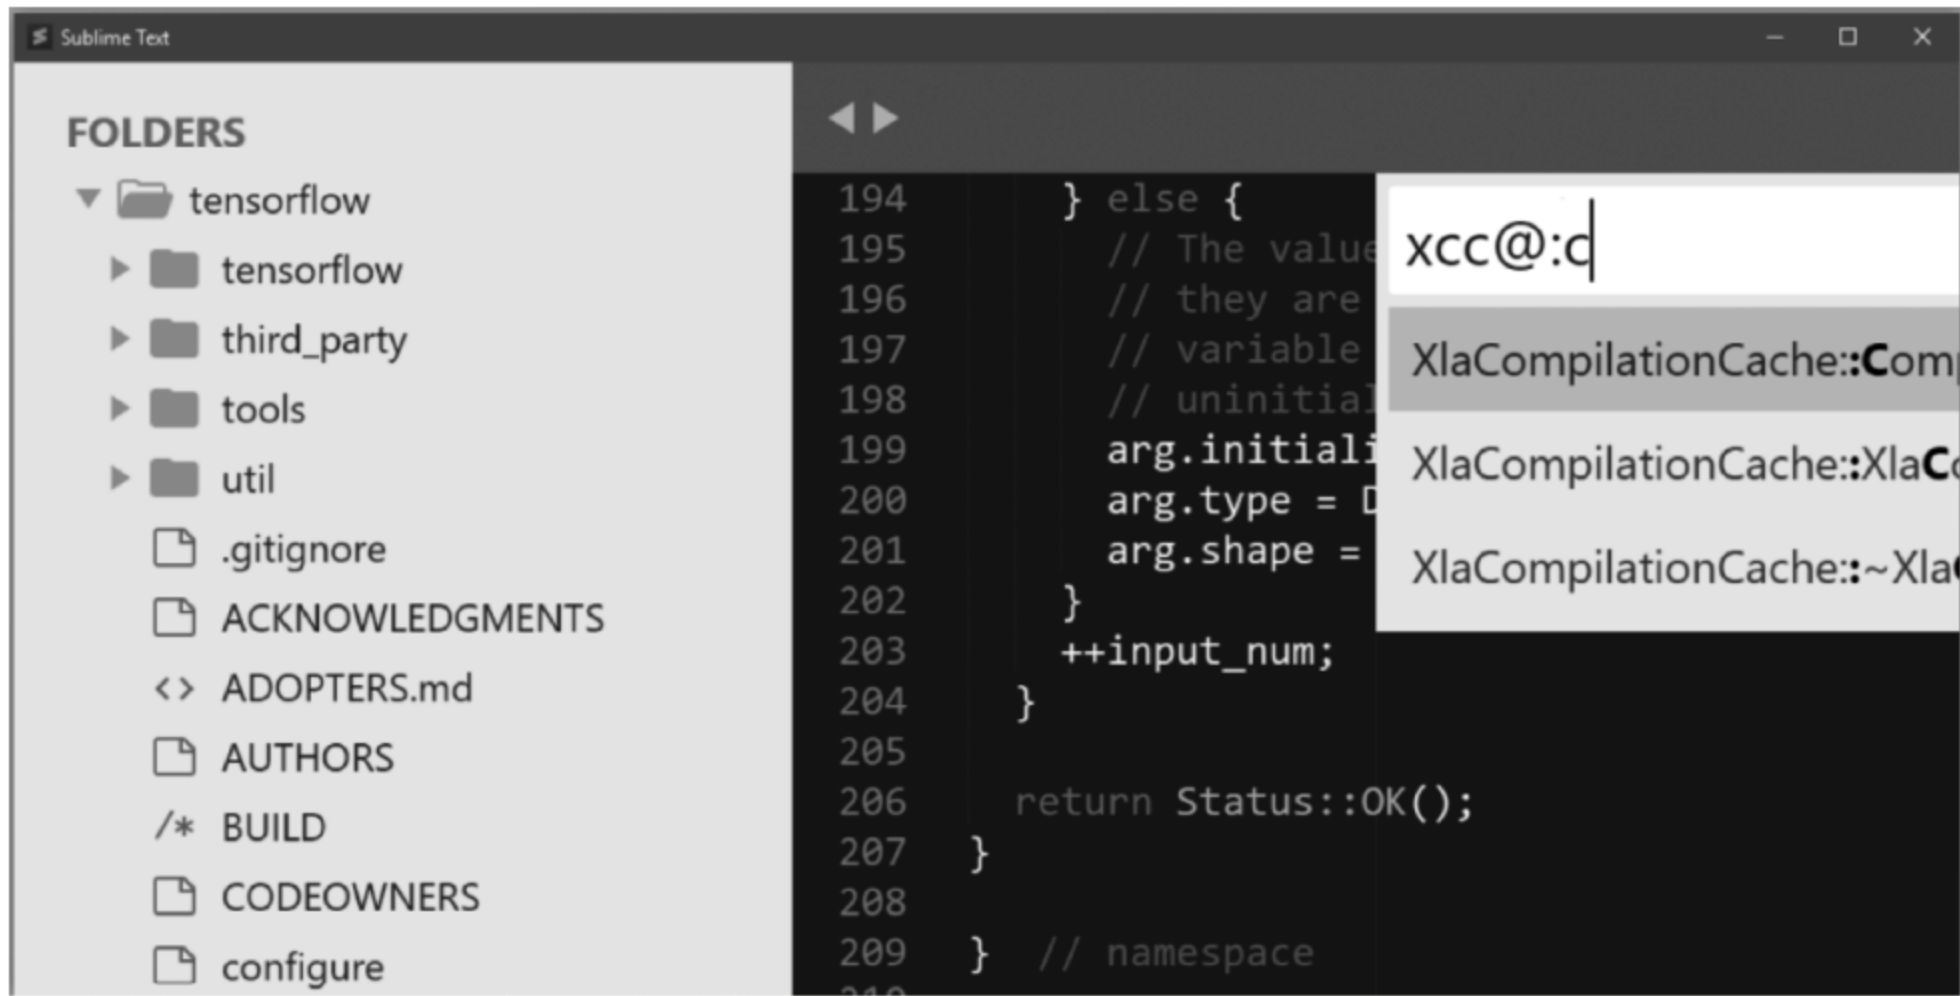 Sublime Text
FOLDERS
tensorflow
tensorflow
third_party
tools
util
.gitignore
ACKNOWLEDGMENTS
<> ADOPTERS.md
AUTHORS
/* BUILD
CODEOWNERS
configure
194 } else {
195 // The value
196 // they are
197 // variable
198 // uninitial
199 arg.initiali
200 arg.type = D
201 arg.shape =
202 }
203 ++input_num;
204 }
205
206 return Status::OK();
207 }
208
209 } // namespace
xcc@:c
XlaCompilationCache::Comp
XlaCompilationCache::XlaCo
XlaCompilationCache::~XlaC